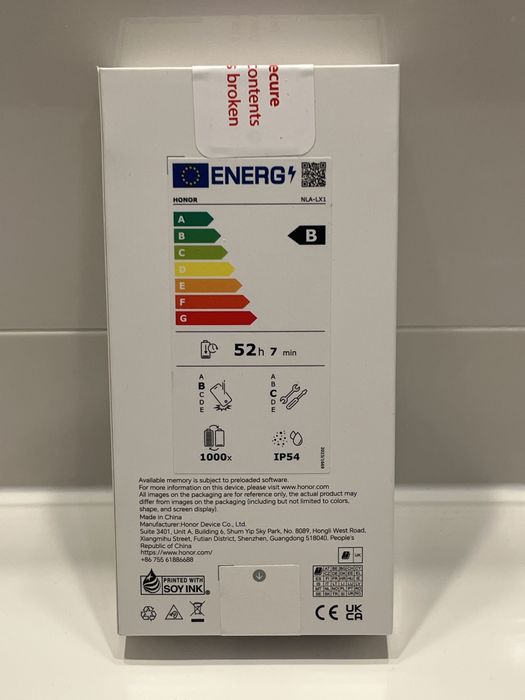 ecure
ontents
s broken
ENERG
HONOR NLA-LX1
A
B
B
C
D
E
F
G
52h 7 min
A
B
C
D
E
A
B
C
D
E
1000x
IP54
2023/1669
Available memory is subject to preloaded software.
For more information on this device, please visit www.honor.com
All images on the packaging are for reference only, the actual product may
differ from images on the packaging (including but not limited to colors,
shape, and screen display).
Made in China
Manufacturer:Honor Device Co., Ltd.
Suite 3401, Unit A, Building 6, Shum Yip Sky Park, No. 8089, Hongli West Road,
Xiangmihu Street, Futian District, Shenzhen, Guangdong 518040, People's
Republic of China
https://www.honor.com/
+86 755 61886688
UK
PRINTED WITH
SOY INK
CE
UK
CA